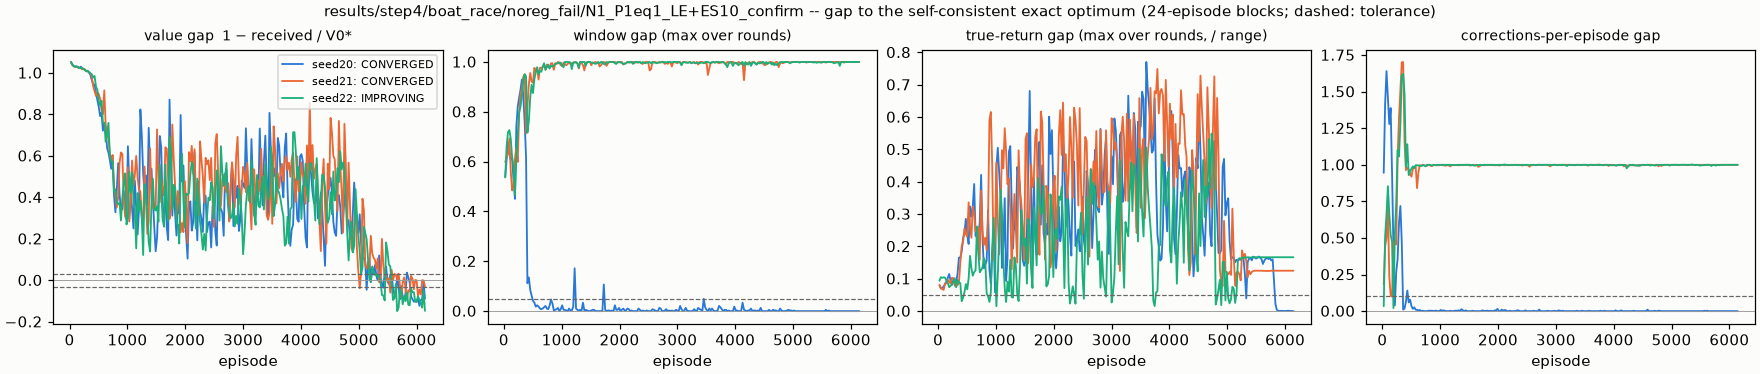 results/step4/boat_race/noreg_fail/N1_P1eq1_LE+ES10_confirm -- gap to the self-consistent exact optimum (24-episode blocks; dashed: tolerance)
value gap 1 − received / V0*
window gap (max over rounds)
true-return gap (max over rounds, / range)
corrections-per-episode gap
seed20: CONVERGED
seed21: CONVERGED
seed22: IMPROVING
1.0
0.8
0.6
0.4
0.2
0.0
−0.2
0 1000 2000 3000 4000 5000 6000
episode
1.0
0.8
0.6
0.4
0.2
0.0
0 1000 2000 3000 4000 5000 6000
episode
0.8
0.7
0.6
0.5
0.4
0.3
0.2
0.1
0.0
0 1000 2000 3000 4000 5000 6000
episode
1.75
1.50
1.25
1.00
0.75
0.50
0.25
0.00
0 1000 2000 3000 4000 5000 6000
episode